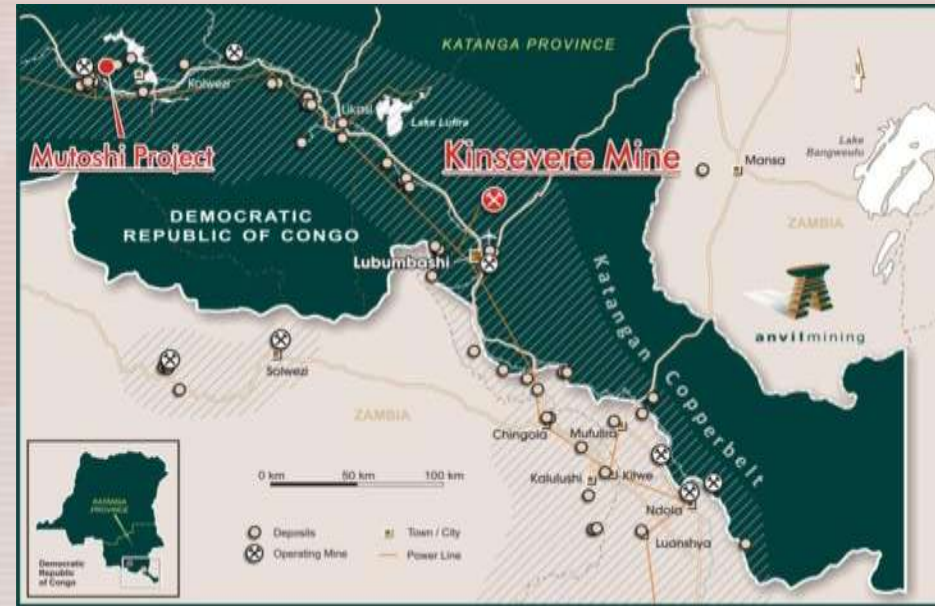 KATANGA PROVINCE
Kolwezi
Likasi
Lake Lufira
Mutoshi Project
Kinsevere Mine
Mansa
Lake
Bangweulu
ZAMBIA
DEMOCRATIC
REPUBLIC OF CONGO
Lubumbashi
Katangan Copperbelt
anvilmining
Solwezi
ZAMBIA
Chingola
Mufulira
Kalulushi
Kitwe
Ndola
Luanshya
0 km 50 km 100 km
Deposits
Town / City
Operating Mine
Power Line
KATANGA
PROVINCE
Democratic
Republic
of Congo